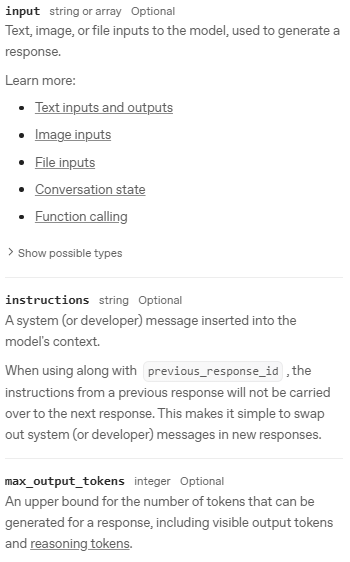 input string or array Optional
Text, image, or file inputs to the model, used to generate a
response.
Learn more:
• Text inputs and outputs
• Image inputs
• File inputs
• Conversation state
• Function calling
Show possible types
instructions string Optional
A system (or developer) message inserted into the
model's context.
When using along with previous_response_id , the
instructions from a previous response will not be carried
over to the next response. This makes it simple to swap
out system (or developer) messages in new responses.
max_output_tokens integer Optional
An upper bound for the number of tokens that can be
generated for a response, including visible output tokens
and reasoning tokens.